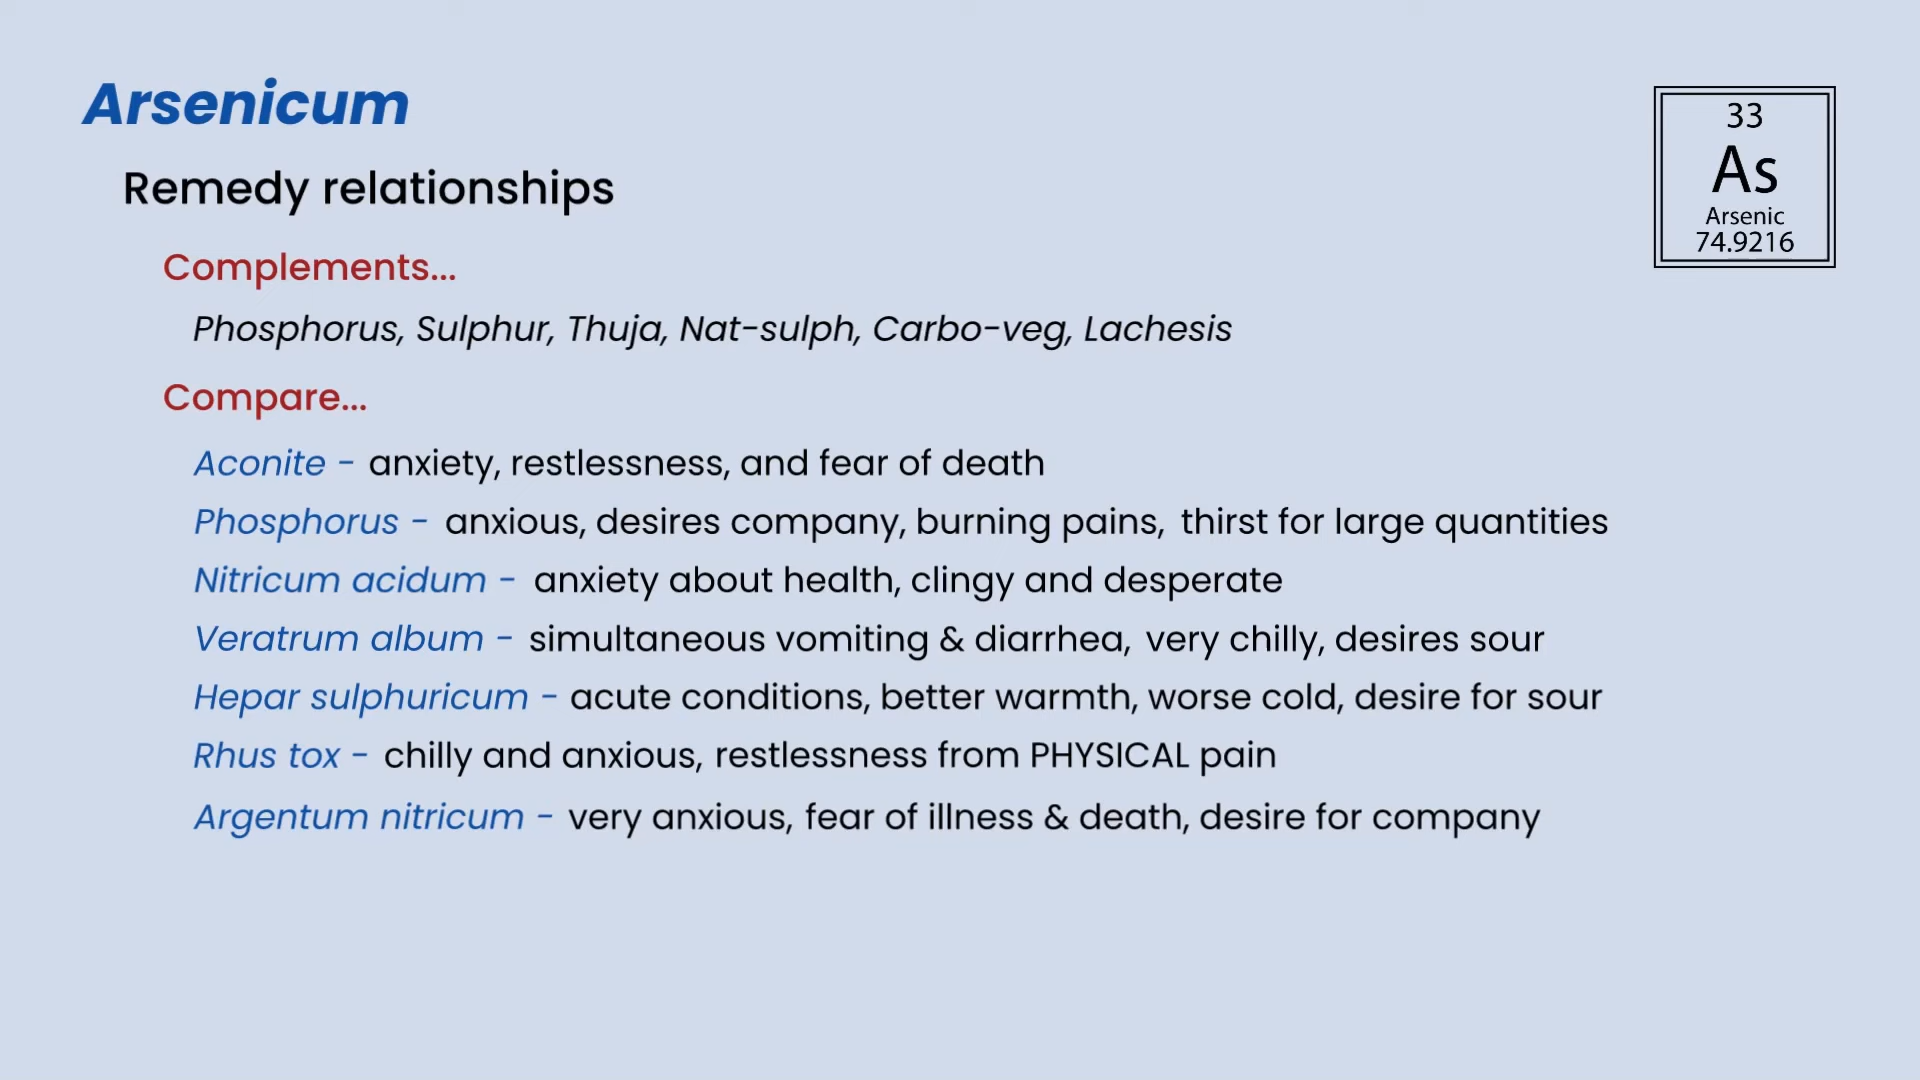 Arsenicum
33
As
Arsenic
74.9216
Remedy relationships
Complements...
Phosphorus, Sulphur, Thuja, Nat-sulph, Carbo-veg, Lachesis
Compare...
Aconite - anxiety, restlessness, and fear of death
Phosphorus - anxious, desires company, burning pains, thirst for large quantities
Nitricum acidum - anxiety about health, clingy and desperate
Veratrum album - simultaneous vomiting & diarrhea, very chilly, desires sour
Hepar sulphuricum - acute conditions, better warmth, worse cold, desire for sour
Rhus tox - chilly and anxious, restlessness from PHYSICAL pain
Argentum nitricum - very anxious, fear of illness & death, desire for company